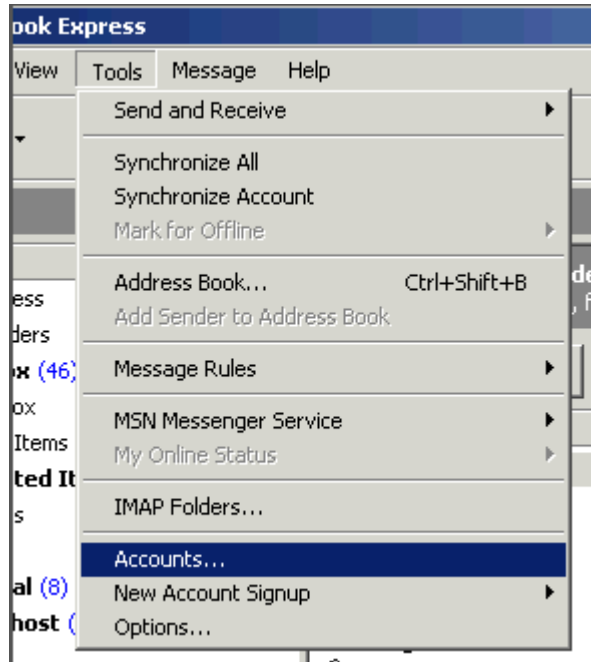 ook Express
View Tools Message Help
Send and Receive
Synchronize All
Synchronize Account
Mark for Offline
Address Book... Ctrl+Shift+B
Add Sender to Address Book
Message Rules
MSN Messenger Service
My Online Status
IMAP Folders...
Accounts...
New Account Signup
Options...
ess
ders
x (46)
ox
Items
ted It
s
al (8)
host (
de
, f